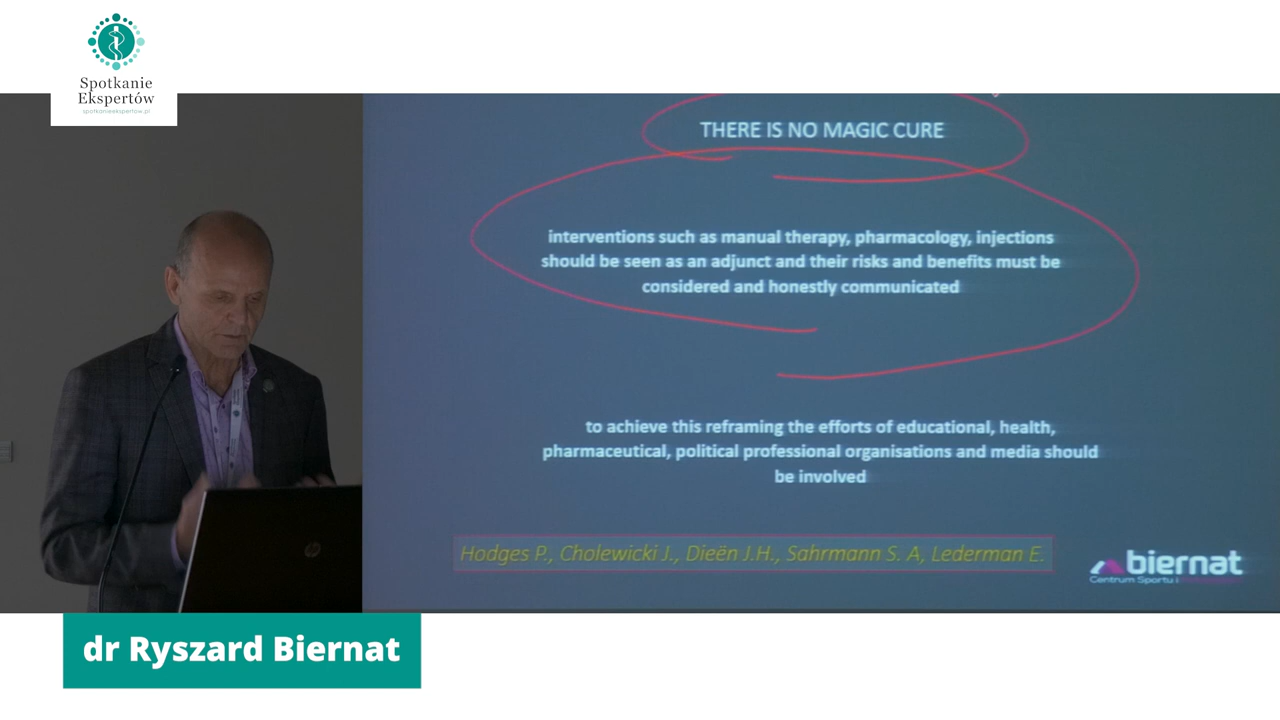 Spotkanie
Ekspertów
spotkanieekspertow.pl
THERE IS NO MAGIC CURE
interventions such as manual therapy, pharmacology, injections
should be seen as an adjunct and their risks and benefits must be
considered and honestly communicated
to achieve this reframing the efforts of educational, health,
pharmaceutical, political professional organisations and media should
be involved
Hodges P., Cholewicki J., Dieën J.H., Sahrmann S. A, Lederman E.
biernat
Centrum Sportu i
hp
dr Ryszard Biernat